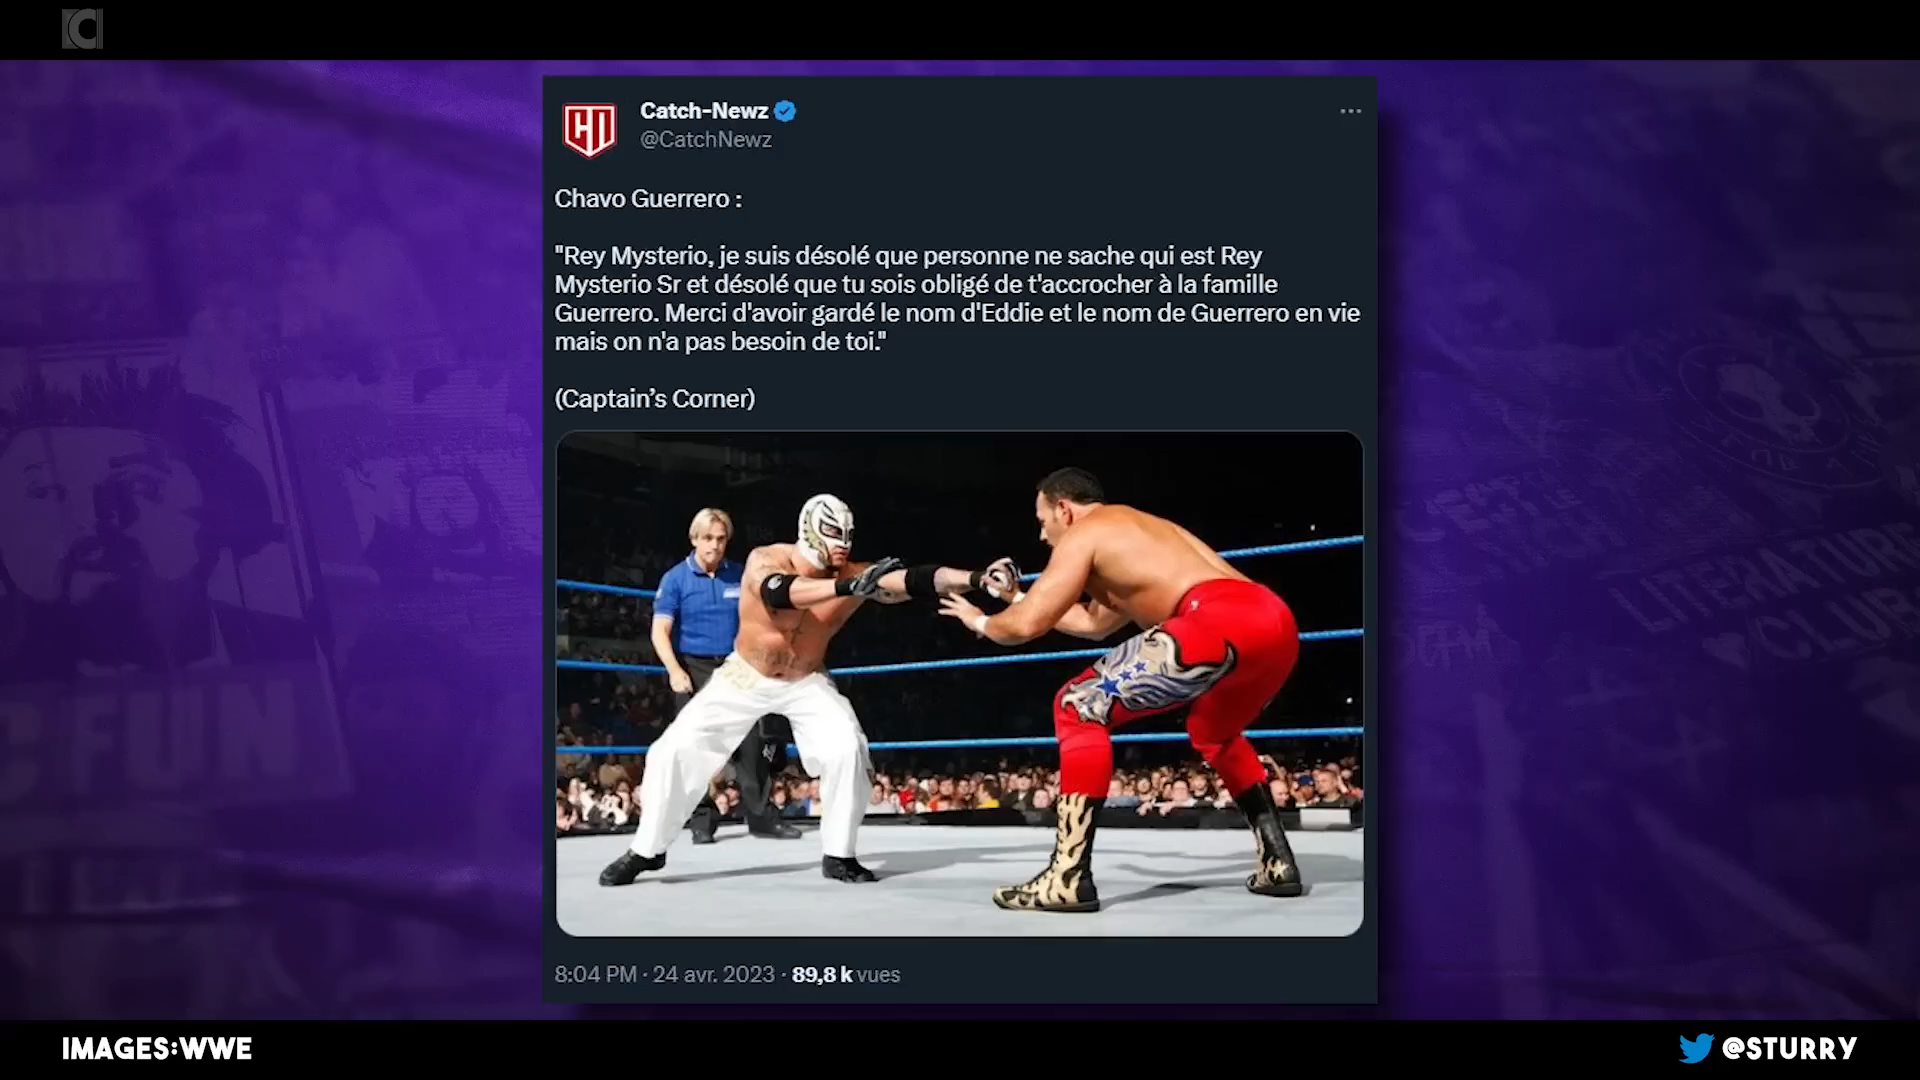 Catch-Newz
@CatchNewz
Chavo Guerrero :
"Rey Mysterio, je suis désolé que personne ne sache qui est Rey
Mysterio Sr et désolé que tu sois obligé de t'accrocher à la famille
Guerrero. Merci d'avoir gardé le nom d'Eddie et le nom de Guerrero en vie
mais on n'a pas besoin de toi."
(Captain’s Corner)
8:04 PM · 24 avr. 2023 · 89,8 k vues
FUN
LITERATURE
CLUB
IMAGES:WWE
@STURRY